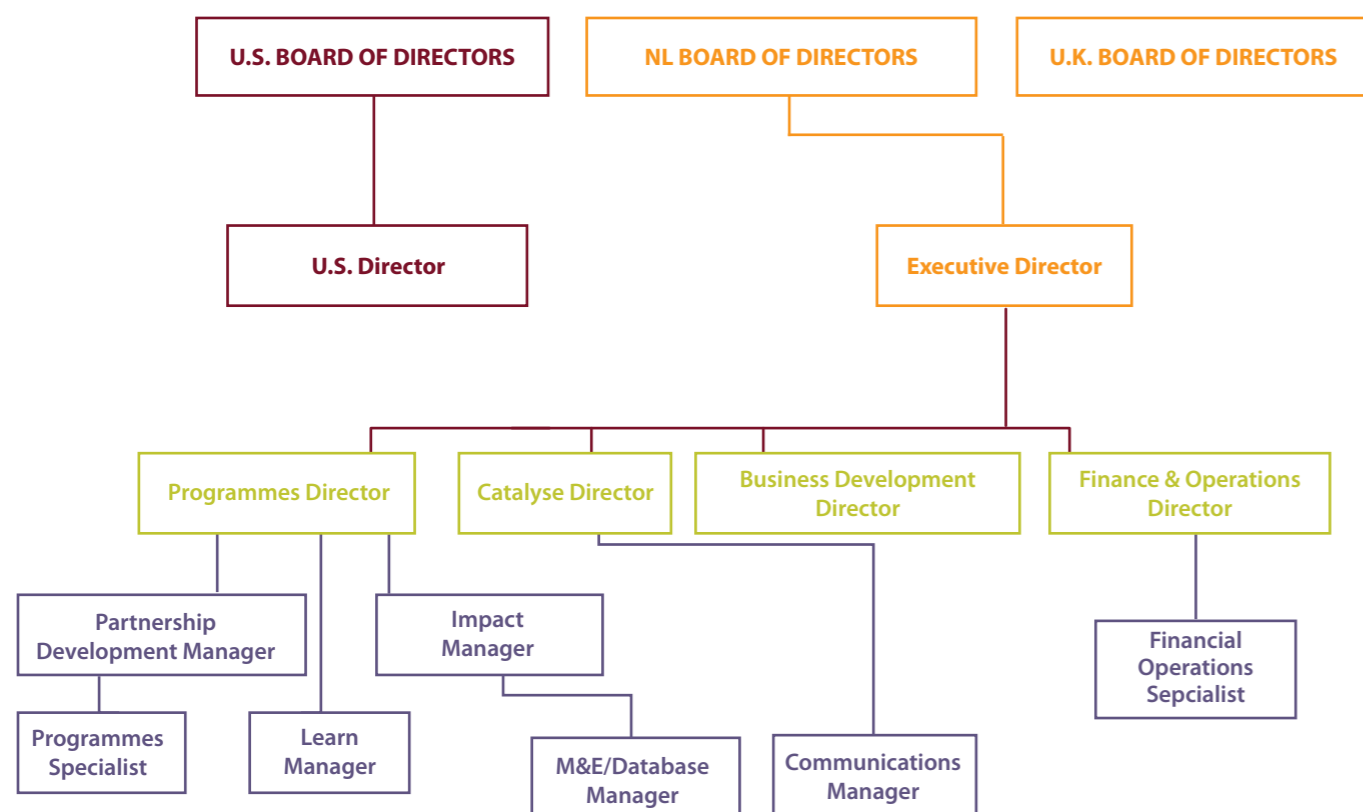 U.S. BOARD OF DIRECTORS
NL BOARD OF DIRECTORS
U.K. BOARD OF DIRECTORS
U.S. Director
Executive Director
Programmes Director
Catalyse Director
Business Development
Director
Finance & Operations
Director
Partnership
Development Manager
Impact
Manager
Financial
Operations
Sepcialist
Programmes
Specialist
Learn
Manager
M&E/Database
Manager
Communications
Manager